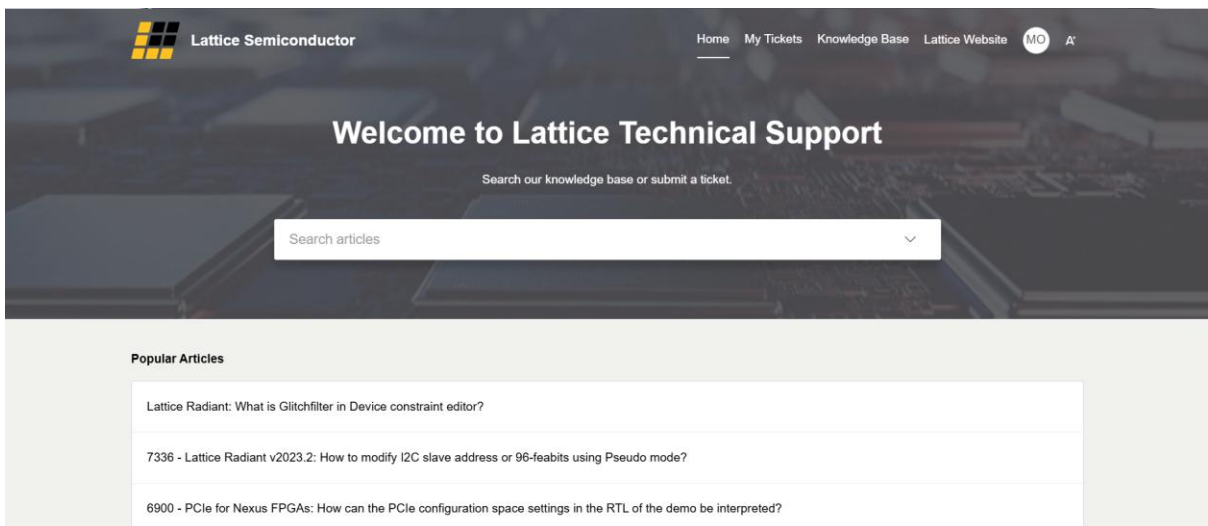 Lattice Semiconductor
Home My Tickets Knowledge Base Lattice Website MO A*
Welcome to Lattice Technical Support
Search our knowledge base or submit a ticket.
Search articles
Popular Articles
Lattice Radiant: What is Glitchfilter in Device constraint editor?
7336 - Lattice Radiant v2023.2: How to modify I2C slave address or 96-feabits using Pseudo mode?
6900 - PCIe for Nexus FPGAs: How can the PCIe configuration space settings in the RTL of the demo be interpreted?